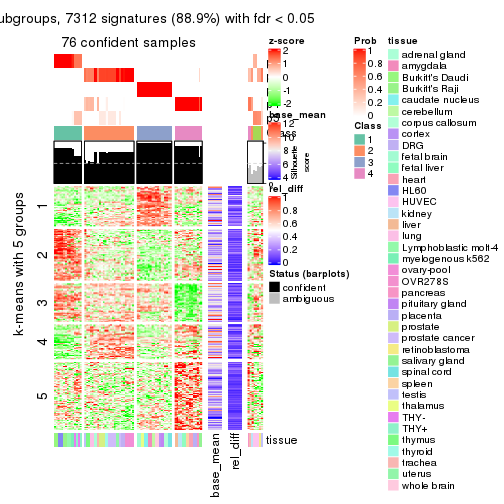 ubgroups, 7312 signatures (88.9%) with fdr < 0.05
76 confident samples
k-means with 5 groups
1
2
3
4
5
base_mean
rel_diff
tissue
Silhouette
score
z-score
2
1
0
-1
-2
base_mean
12
10
8
6
4
rel_diff
1
0.8
0.6
0.4
0.2
0
Status (barplots)
confident
ambiguous
Prob
1
0.8
0.6
0.4
0.2
0
Class
1
2
3
4
tissue
adrenal gland
amygdala
Burkitt's Daudi
Burkitt's Raji
caudate nucleus
cerebellum
corpus callosum
cortex
DRG
fetal brain
fetal liver
heart
HL60
HUVEC
kidney
liver
lung
Lymphoblastic molt-4
myelogenous k562
ovary-pool
OVR278S
pancreas
pituitary gland
placenta
prostate
prostate cancer
retinoblastoma
salivary gland
spinal cord
spleen
testis
thalamus
THY-
THY+
thymus
thyroid
trachea
uterus
whole brain